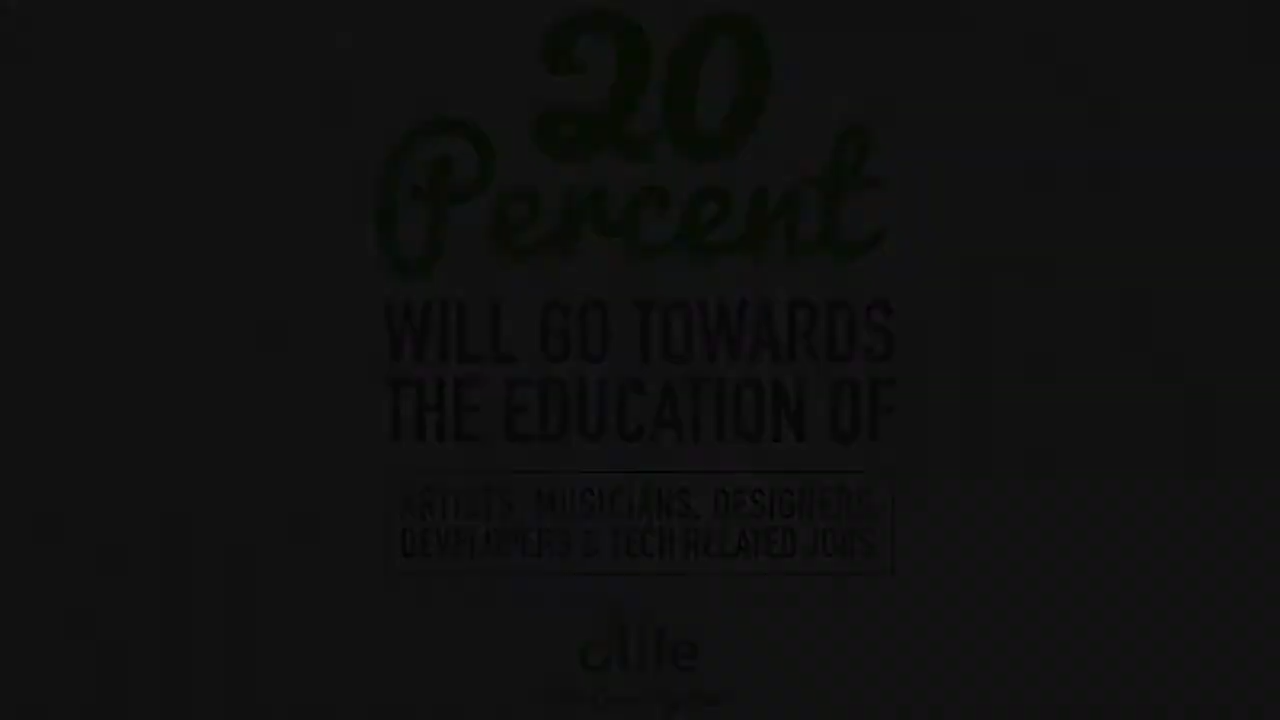 20
Percent
WILL GO TOWARDS
THE EDUCATION OF
ARTISTS, MUSICIANS, DESIGNERS,
DEVELOPERS & TECH RELATED JOBS